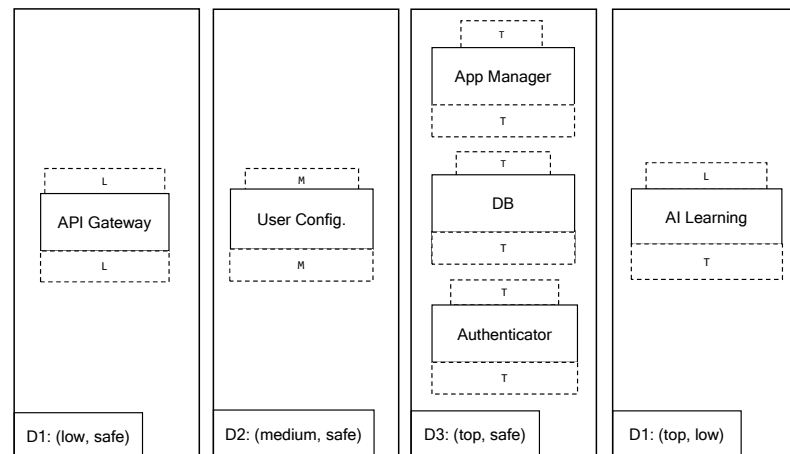 L
API Gateway
L
D1: (low, safe)
M
User Config.
M
D2: (medium, safe)
T
App Manager
T
T
DB
T
T
Authenticator
T
D3: (top, safe)
L
AI Learning
T
D1: (top, low)